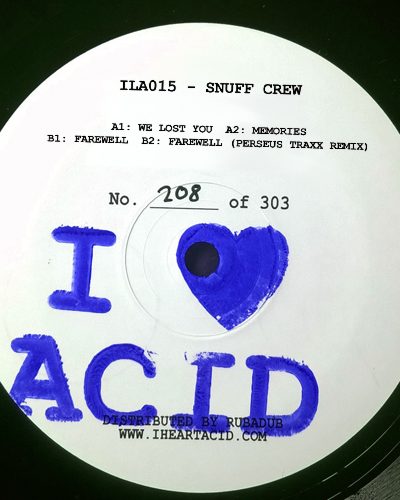 ILA015 - SNUFF CREW
A1: WE LOST YOU A2: MEMORIES
B1: FAREWELL B2: FAREWELL (PERSEUS TRAXX REMIX)
No. 208 of 303
I
ACID
DISTRIBUTED BY RUBADUB
WWW.IHEARTACID.COM